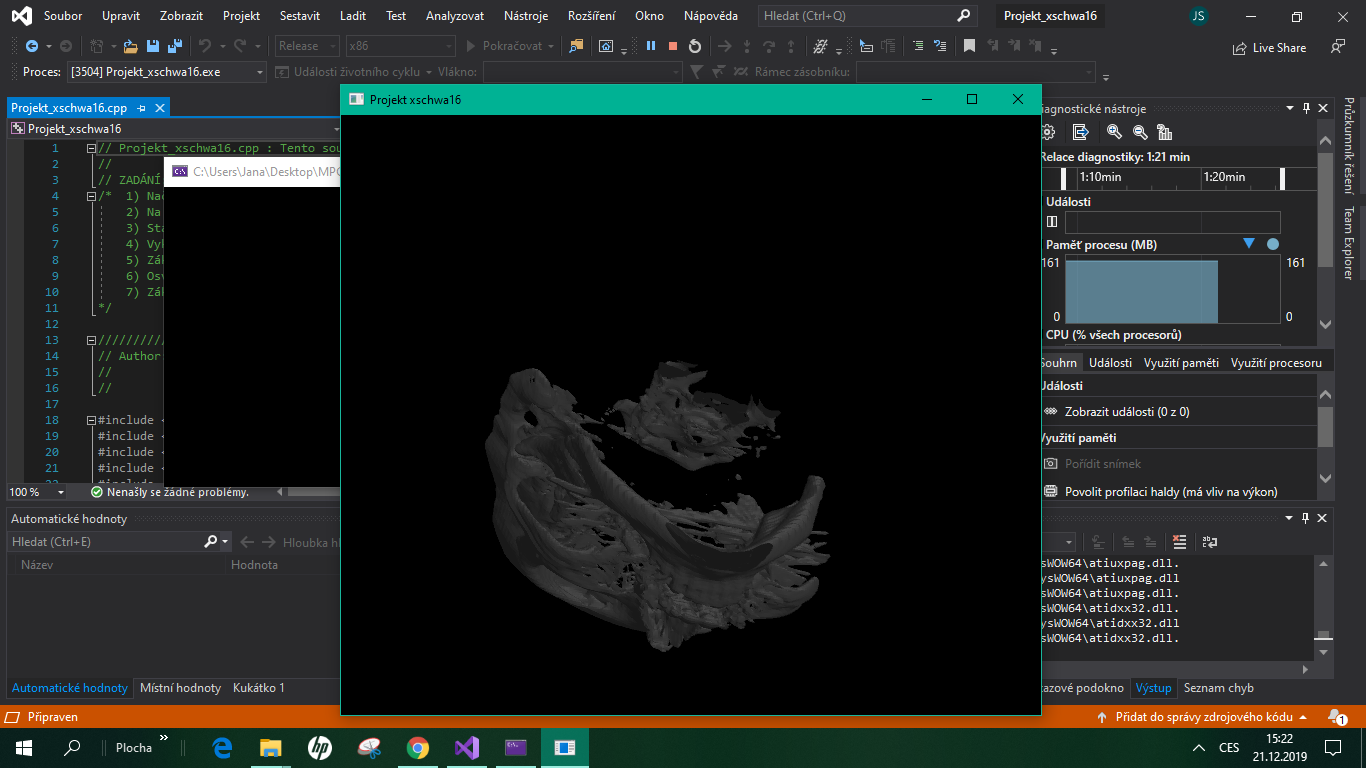 Soubor Upravit Zobrazit Projekt Sestavit Ladit Test Analyzovat Nástroje Rozšíření Okno Nápověda Hledat (Ctrl+Q) Projekt_xschwa16 JS
Release x86 Pokračovat Live Share
Proces: [3504] Projekt_xschwa16.exe Události životního cyklu Vlákno: Rámec zásobníku:
Projekt_xschwa16.cpp
Projekt_xschwa16
1 // Projekt_xschwa16.cpp : Tento sou
2 //
3 // ZADÁNÍ
4 /* 1) Na
5 2) Na
6 3) Sta
7 4) Vy
8 5) Zá
9 6) Osv
10 7) Zá
11 */
12
13 //////////
14 // Author
15 //
16 //
17
18 #include <
19 #include <
20 #include <
21 #include <
22 #include
100 % Nenašly se žádné problémy.
C:\Users\Jana\Desktop\MPC
Projekt xschwa16
iagnostické nástroje
Relace diagnostiky: 1:21 min
1:10min 1:20min
Události
Paměť procesu (MB)
161 161
0 0
CPU (% všech procesorů)
Souhrn Události Využití paměti Využití procesoru
Události
Zobrazit události (0 z 0)
Využití paměti
Pořídit snímek
Povolit profilaci haldy (má vliv na výkon)
Průzkumník řešení
Team Explorer
Automatické hodnoty
Hledat (Ctrl+E) Hloubka hl
Název Hodnota
Automatické hodnoty Místní hodnoty Kukátko 1
sWOW64\atiuxpag.dll.
ysWOW64\atiuxpag.dll
sWOW64\atiuxpag.dll.
sWOW64\atidxx32.dll.
ysWOW64\atidxx32.dll
sWOW64\atidxx32.dll.
kazové podokno Výstup Seznam chyb
Připraven Přidat do správy zdrojového kódu 1
Plocha » hp CES 15:22
21.12.2019